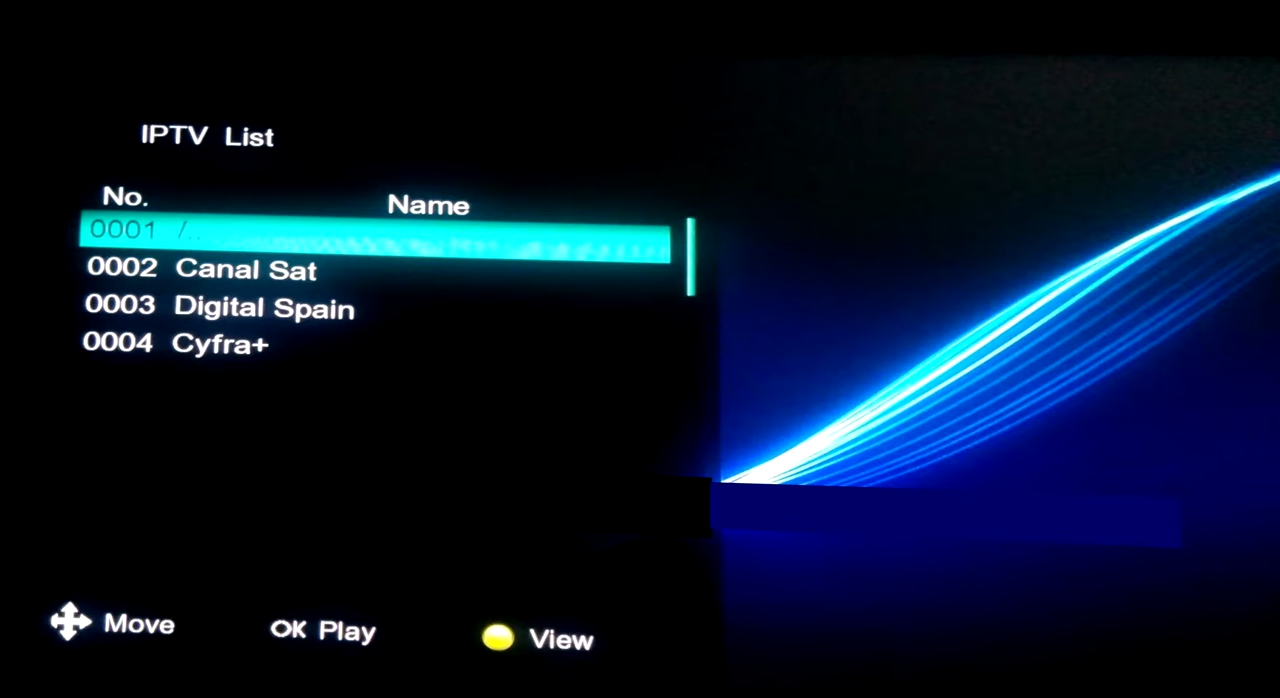 IPTV List
No. Name
0001 /..
0002 Canal Sat
0003 Digital Spain
0004 Cyfra+
Move OK Play View